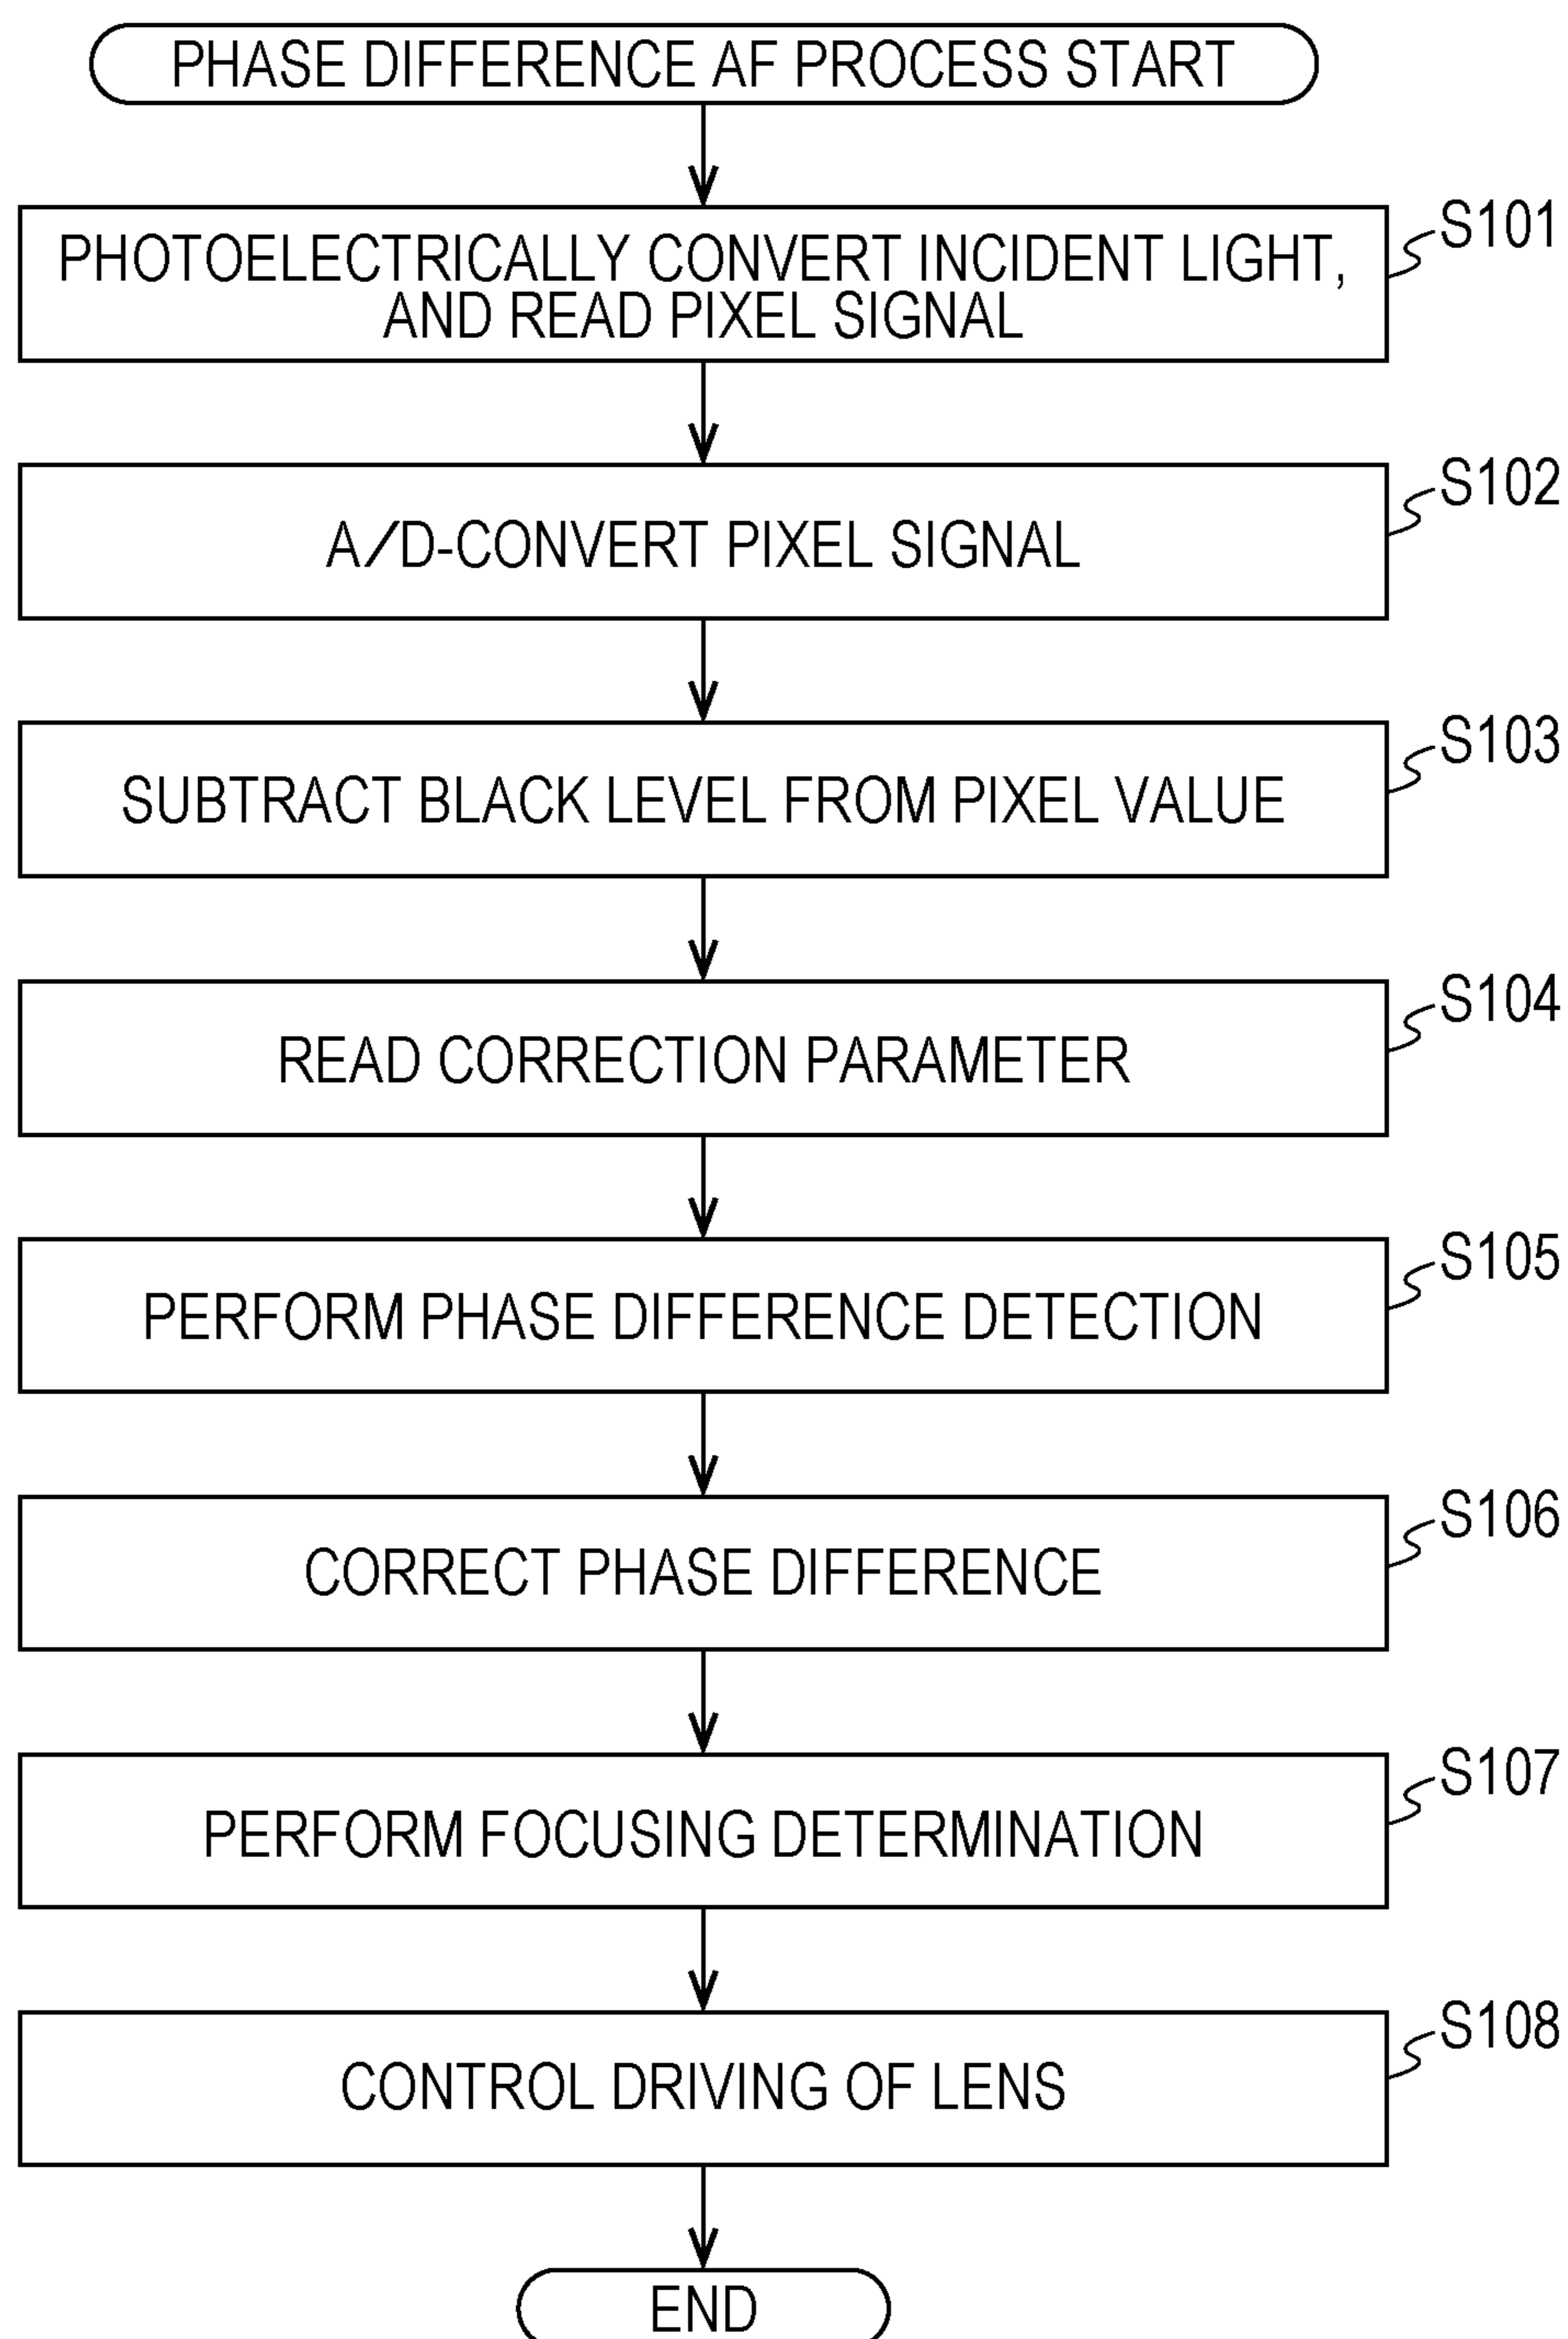 PHASE DIFFERENCE AF PROCESS START
S101
PHOTOELECTRICALLY CONVERT INCIDENT LIGHT,
AND READ PIXEL SIGNAL
S102
A/D-CONVERT PIXEL SIGNAL
S103
SUBTRACT BLACK LEVEL FROM PIXEL VALUE
S104
READ CORRECTION PARAMETER
S105
PERFORM PHASE DIFFERENCE DETECTION
S106
CORRECT PHASE DIFFERENCE
S107
PERFORM FOCUSING DETERMINATION
S108
CONTROL DRIVING OF LENS
END